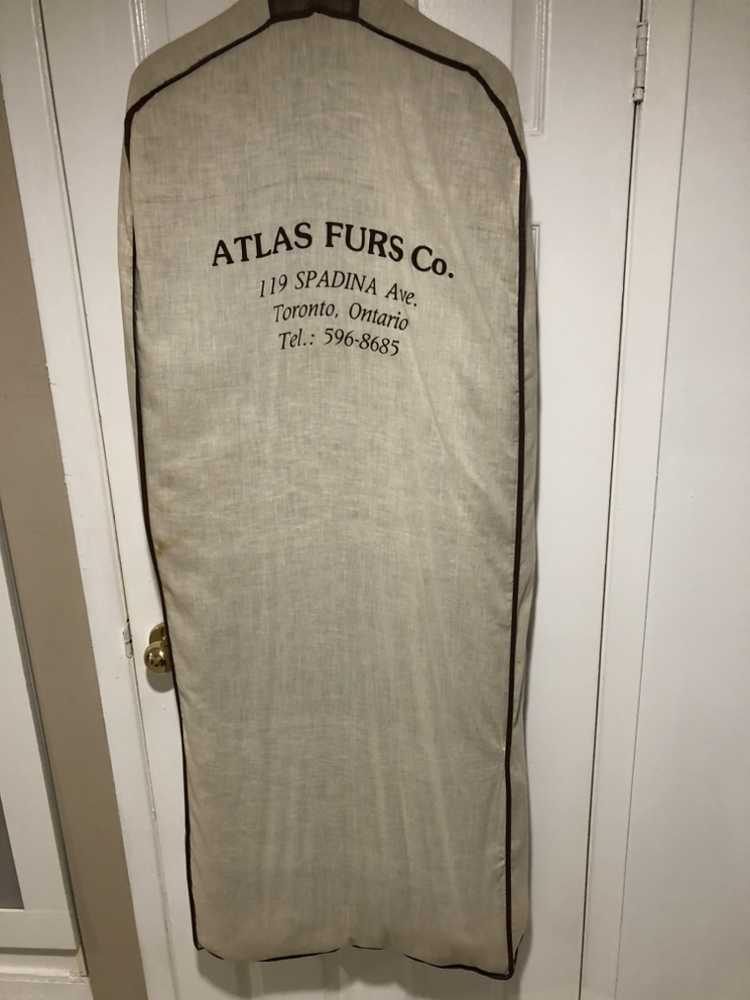 ATLAS FURS Co.
119 SPADINA Ave.
Toronto, Ontario
Tel.: 596-8685